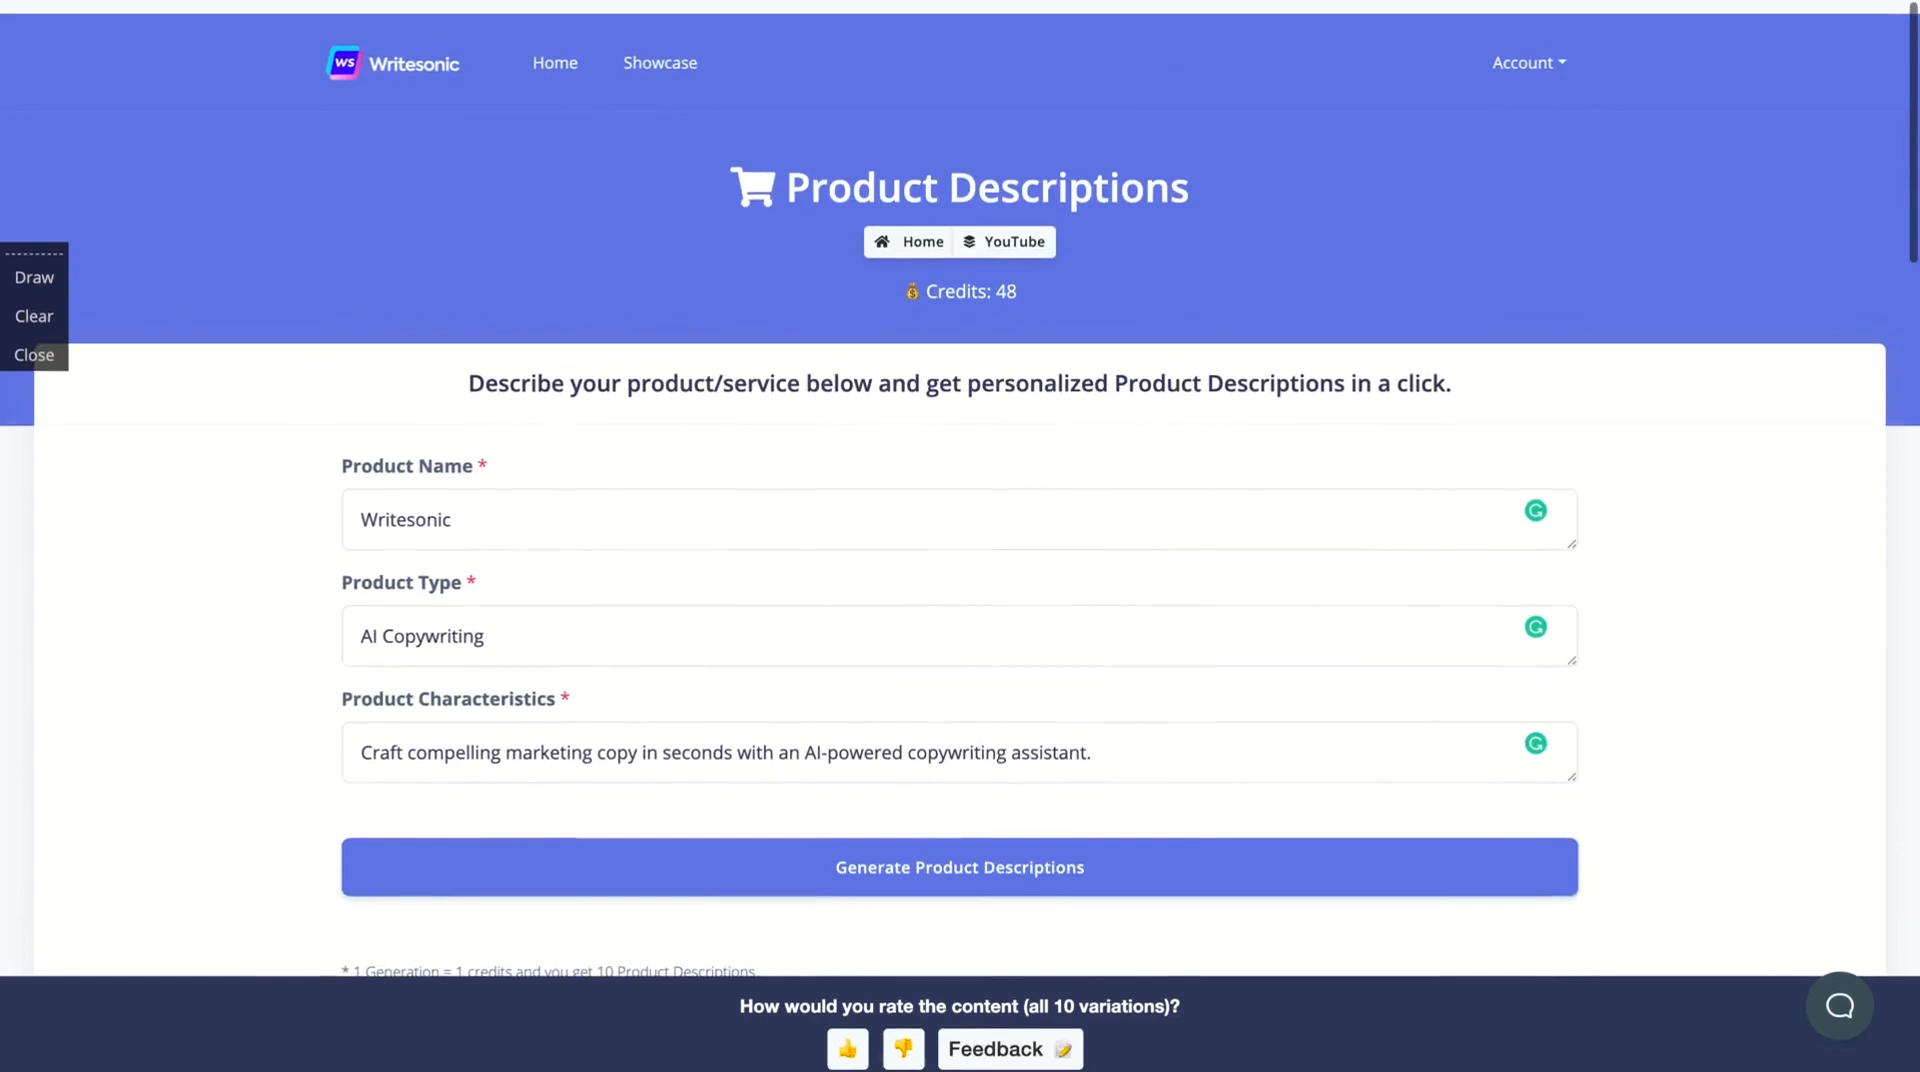 WS Writesonic Home Showcase Account
Product Descriptions
Home YouTube
Credits: 48
Draw
Clear
Close
Describe your product/service below and get personalized Product Descriptions in a click.
Product Name *
Writesonic
Product Type *
AI Copywriting
Product Characteristics *
Craft compelling marketing copy in seconds with an AI-powered copywriting assistant.
Generate Product Descriptions
* 1 Generation = 1 credits and you get 10 Product Descriptions
How would you rate the content (all 10 variations)?
Feedback